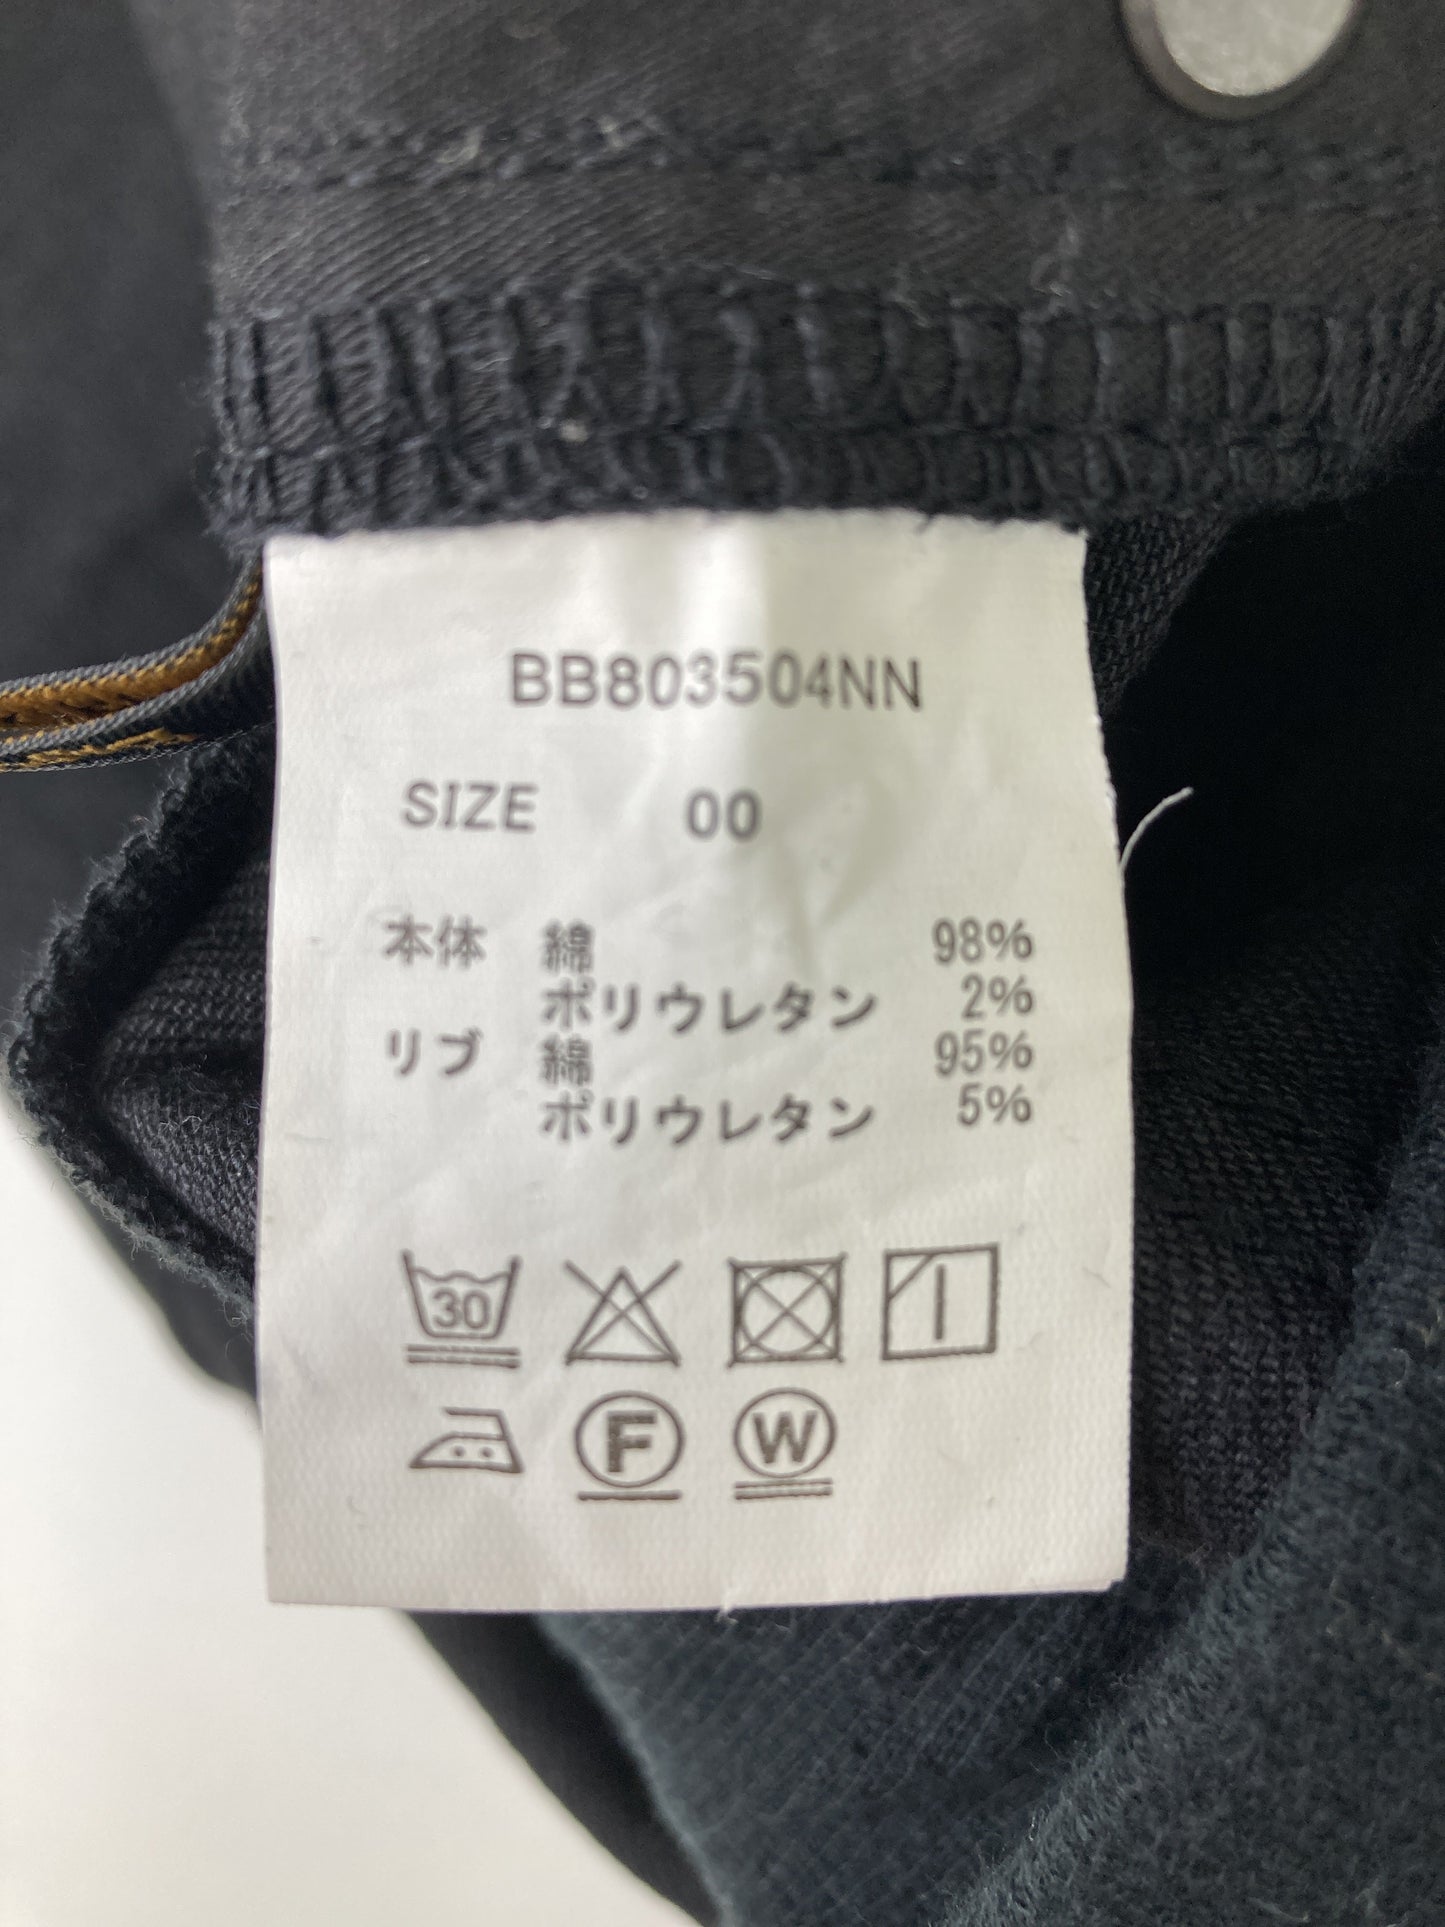 BB803504NN
SIZE 00
本体 綿 98%
ポリウレタン 2%
リブ 綿 95%
ポリウレタン 5%
30
F W